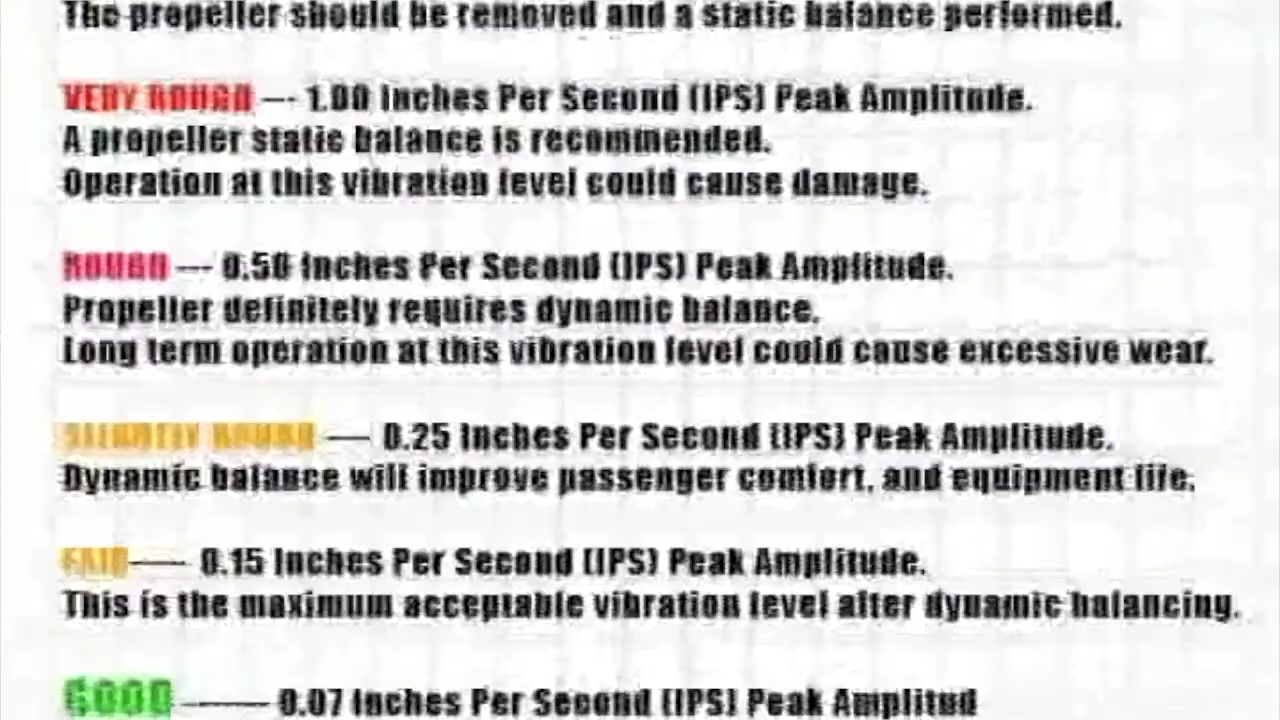 The propeller should be removed and a static balance performed.
VERY ROUGH --- 1.00 Inches Per Second (IPS) Peak Amplitude.
A propeller static balance is recommended.
Operation at this vibration level could cause damage.
ROUGH --- 0.50 Inches Per Second (IPS) Peak Amplitude.
Propeller definitely requires dynamic balance.
Long term operation at this vibration level could cause excessive wear.
SLIGHTLY ROUGH --- 0.25 Inches Per Second (IPS) Peak Amplitude.
Dynamic balance will improve passenger comfort, and equipment life.
FAIR---- 0.15 Inches Per Second (IPS) Peak Amplitude.
This is the maximum acceptable vibration level after dynamic balancing.
GOOD ------ 0.07 Inches Per Second (IPS) Peak Amplitud